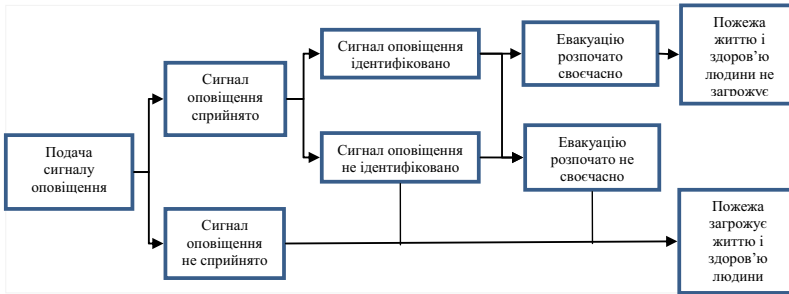 Подача
сигналу
оповіщення
Сигнал
оповіщення
сприйнято
Сигнал
оповіщення
не сприйнято
Сигнал оповіщення
ідентифіковано
Сигнал оповіщення
не ідентифіковано
Евакуацію
розпочато
своєчасно
Евакуацію
розпочато не
своєчасно
Пожежа
життю і
здоров’ю
людини не
загрожує
Пожежа
загрожує
життю і
здоров’ю
людини